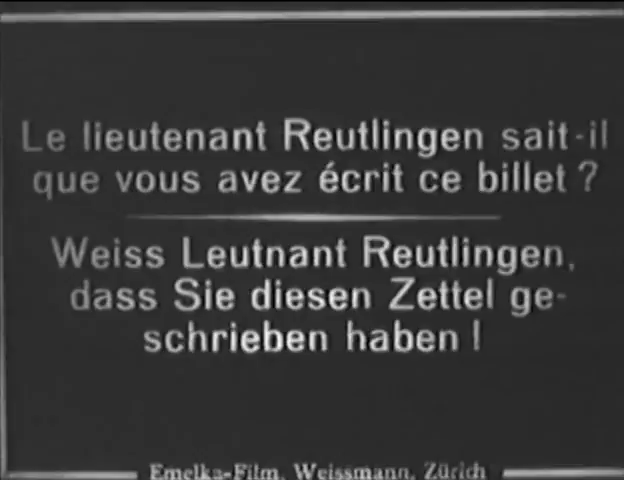 Le lieutenant Reutlingen sait-il
que vous avez écrit ce billet ?
Weiss Leutnant Reutlingen,
dass Sie diesen Zettel ge-
schrieben haben !
Emelka-Film, Weissmann, Zürich